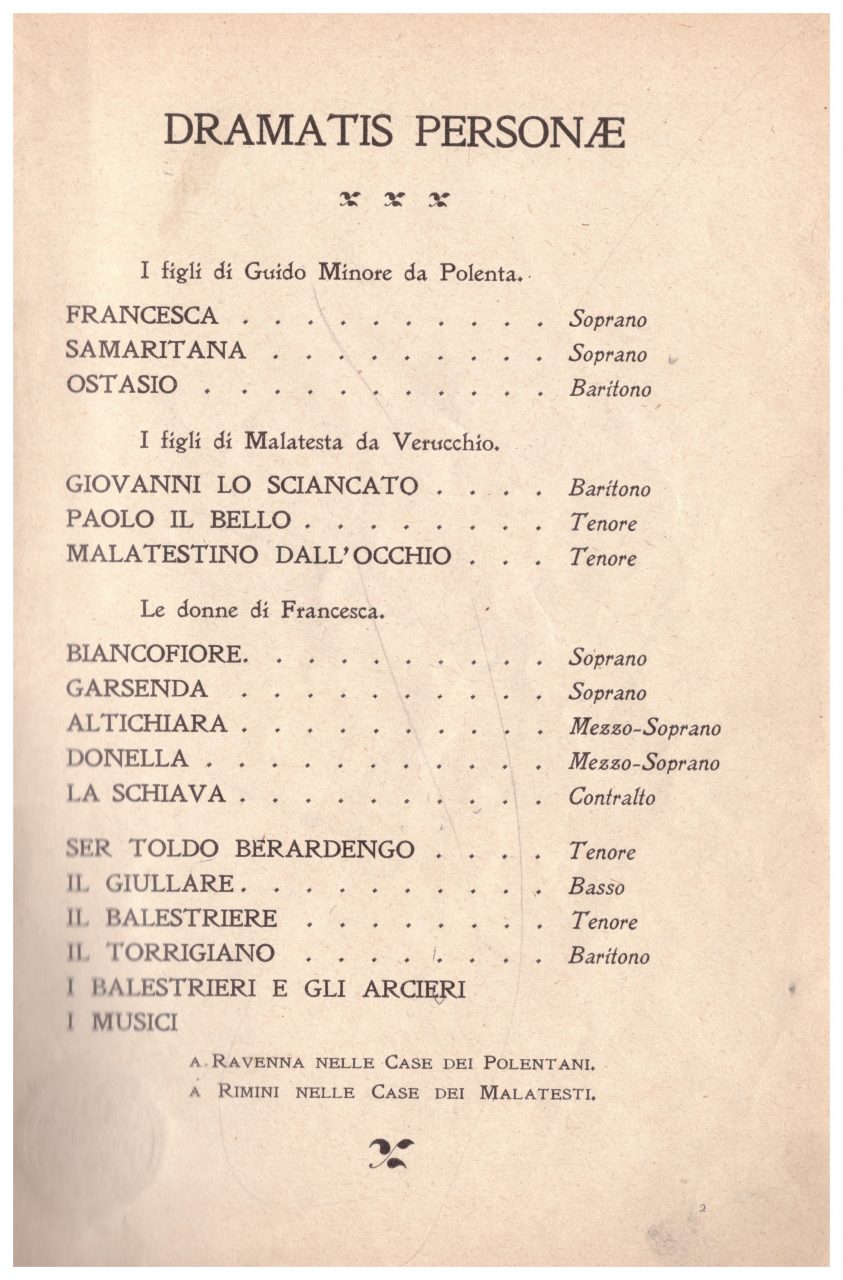 DRAMATIS PERSONÆ
I figli di Guido Minore da Polenta.
FRANCESCA . . . . . . . . . . Soprano
SAMARITANA . . . . . . . . . Soprano
OSTASIO . . . . . . . . . . . Baritono
I figli di Malatesta da Verucchio.
GIOVANNI LO SCIANCATO . . . . Baritono
PAOLO IL BELLO . . . . . . . . Tenore
MALATESTINO DALL'OCCHIO . . . Tenore
Le donne di Francesca.
BIANCOFIORE. . . . . . . . . . Soprano
GARSENDA . . . . . . . . . . Soprano
ALTICHIARA . . . . . . . . . . Mezzo-Soprano
DONELLA . . . . . . . . . . . Mezzo-Soprano
LA SCHIAVA . . . . . . . . . . Contralto
SER TOLDO BERARDENGO . . . . Tenore
IL GIULLARE. . . . . . . . . . Basso
IL BALESTRIERE . . . . . . . . Tenore
IL TORRIGIANO . . . . . . . . Baritono
I BALESTRIERI E GLI ARCIERI
I MUSICI
A RAVENNA NELLE CASE DEI POLENTANI.
A RIMINI NELLE CASE DEI MALATESTI.
2